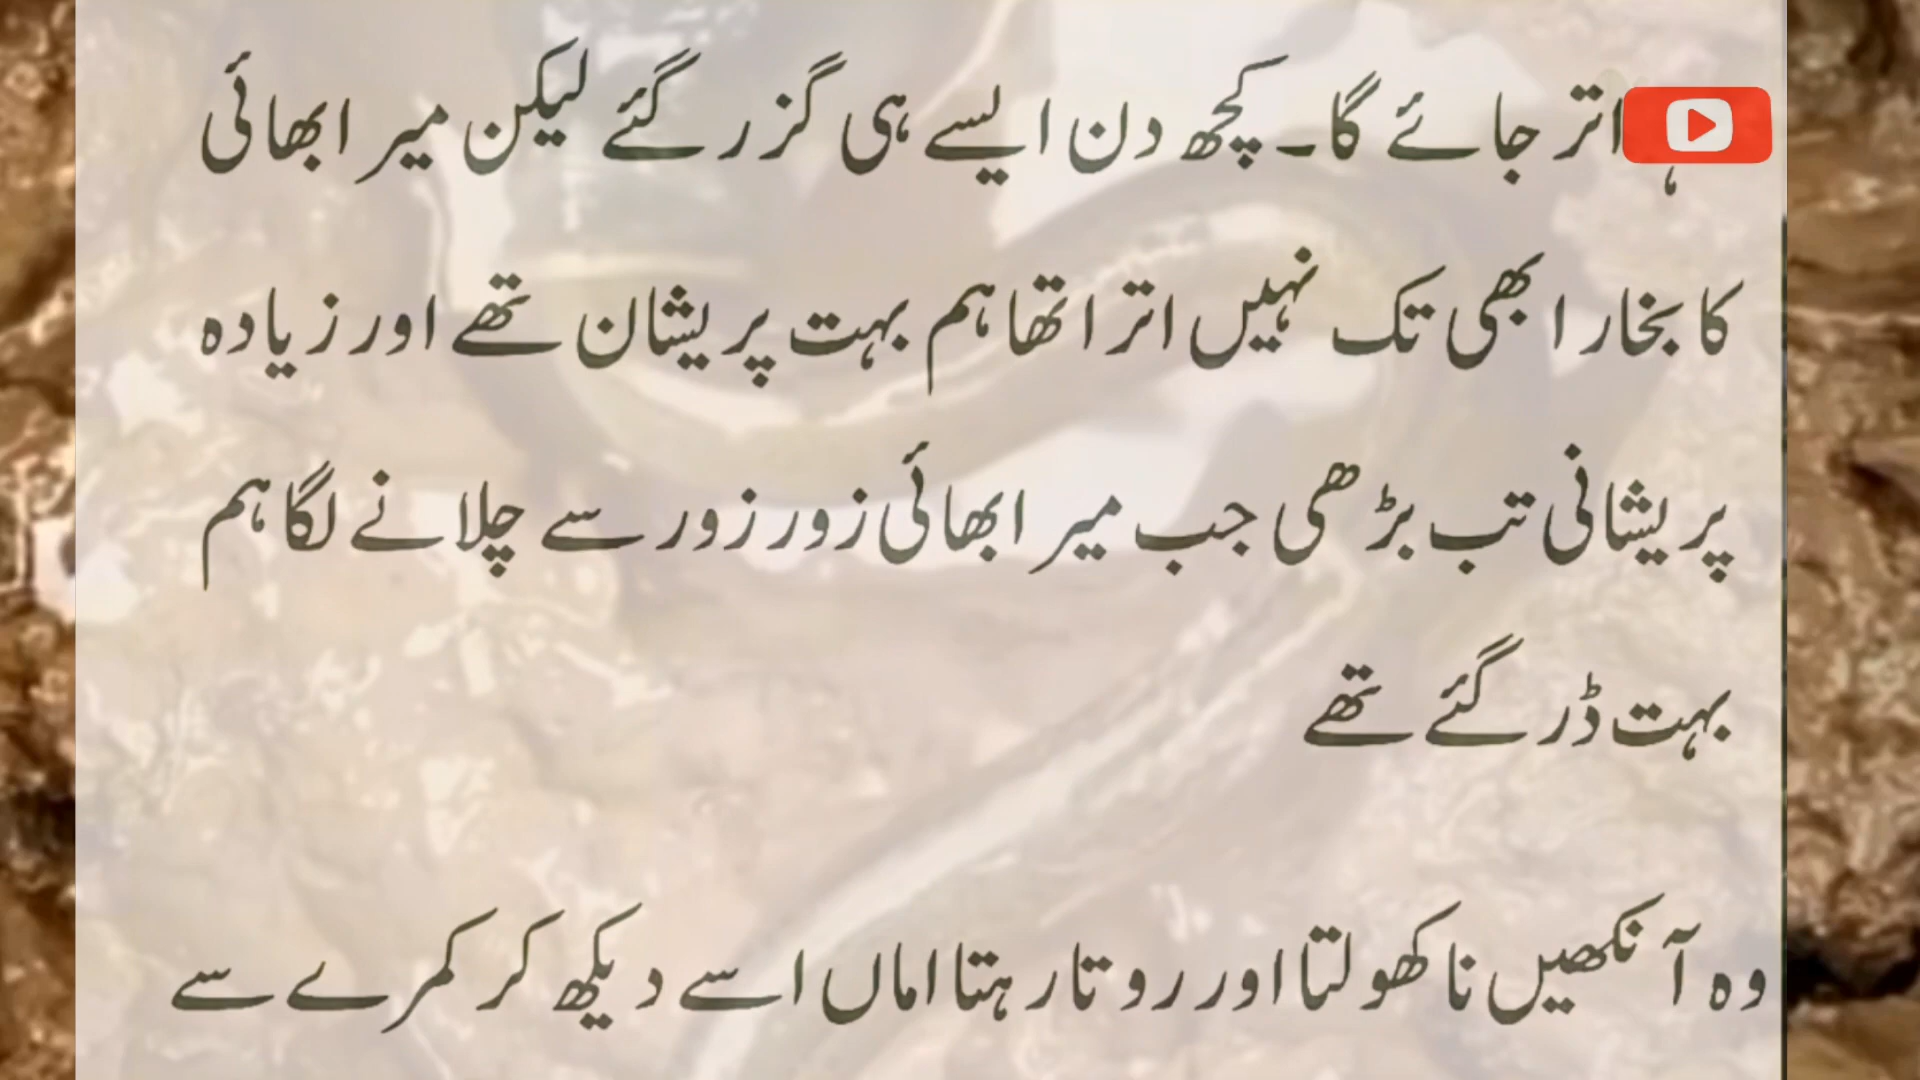 اتر جائے گا۔ کچھ دن ایسے ہی گزر گئے لیکن میرا بھائی
کا بخار ابھی تک نہیں اترا تھا ہم بہت پریشان تھے اور زیادہ
پریشانی تب بڑھی جب میرا بھائی زور زور سے چلانے لگا ہم
بہت ڈر گئے تھے
وہ آنکھیں نا کھولتا اور روتا رہتا اماں اسے دیکھ کر کمرے سے